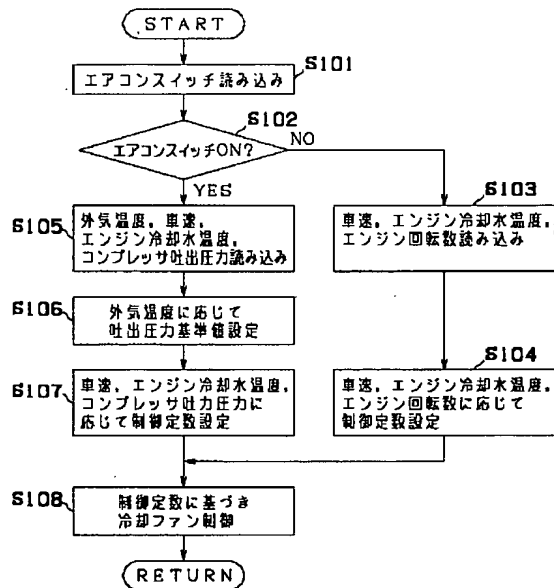 START
エアコンスイッチ読み込み
S101
S102
エアコンスイッチON?
NO
YES
S105
外気温度,車速,
エンジン冷却水温度,
コンプレッサ吐出圧力読み込み
S103
車速,エンジン冷却水温度,
エンジン回転数読み込み
S106
外気温度に応じて
吐出圧力基準値設定
S107
車速,エンジン冷却水温度,
コンプレッサ吐力圧力に
応じて制御定数設定
S104
車速,エンジン冷却水温度,
エンジン回転数に応じて
制御定数設定
S108
制御定数に基づき
冷却ファン制御
RETURN